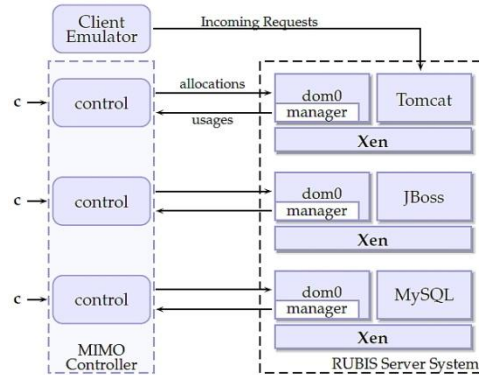 Client
Emulator
Incoming Requests
c
control
allocations
usages
dom0
manager
Tomcat
Xen
c
control
dom0
manager
JBoss
Xen
c
control
dom0
manager
MySQL
Xen
MIMO
Controller
RUBIS Server System